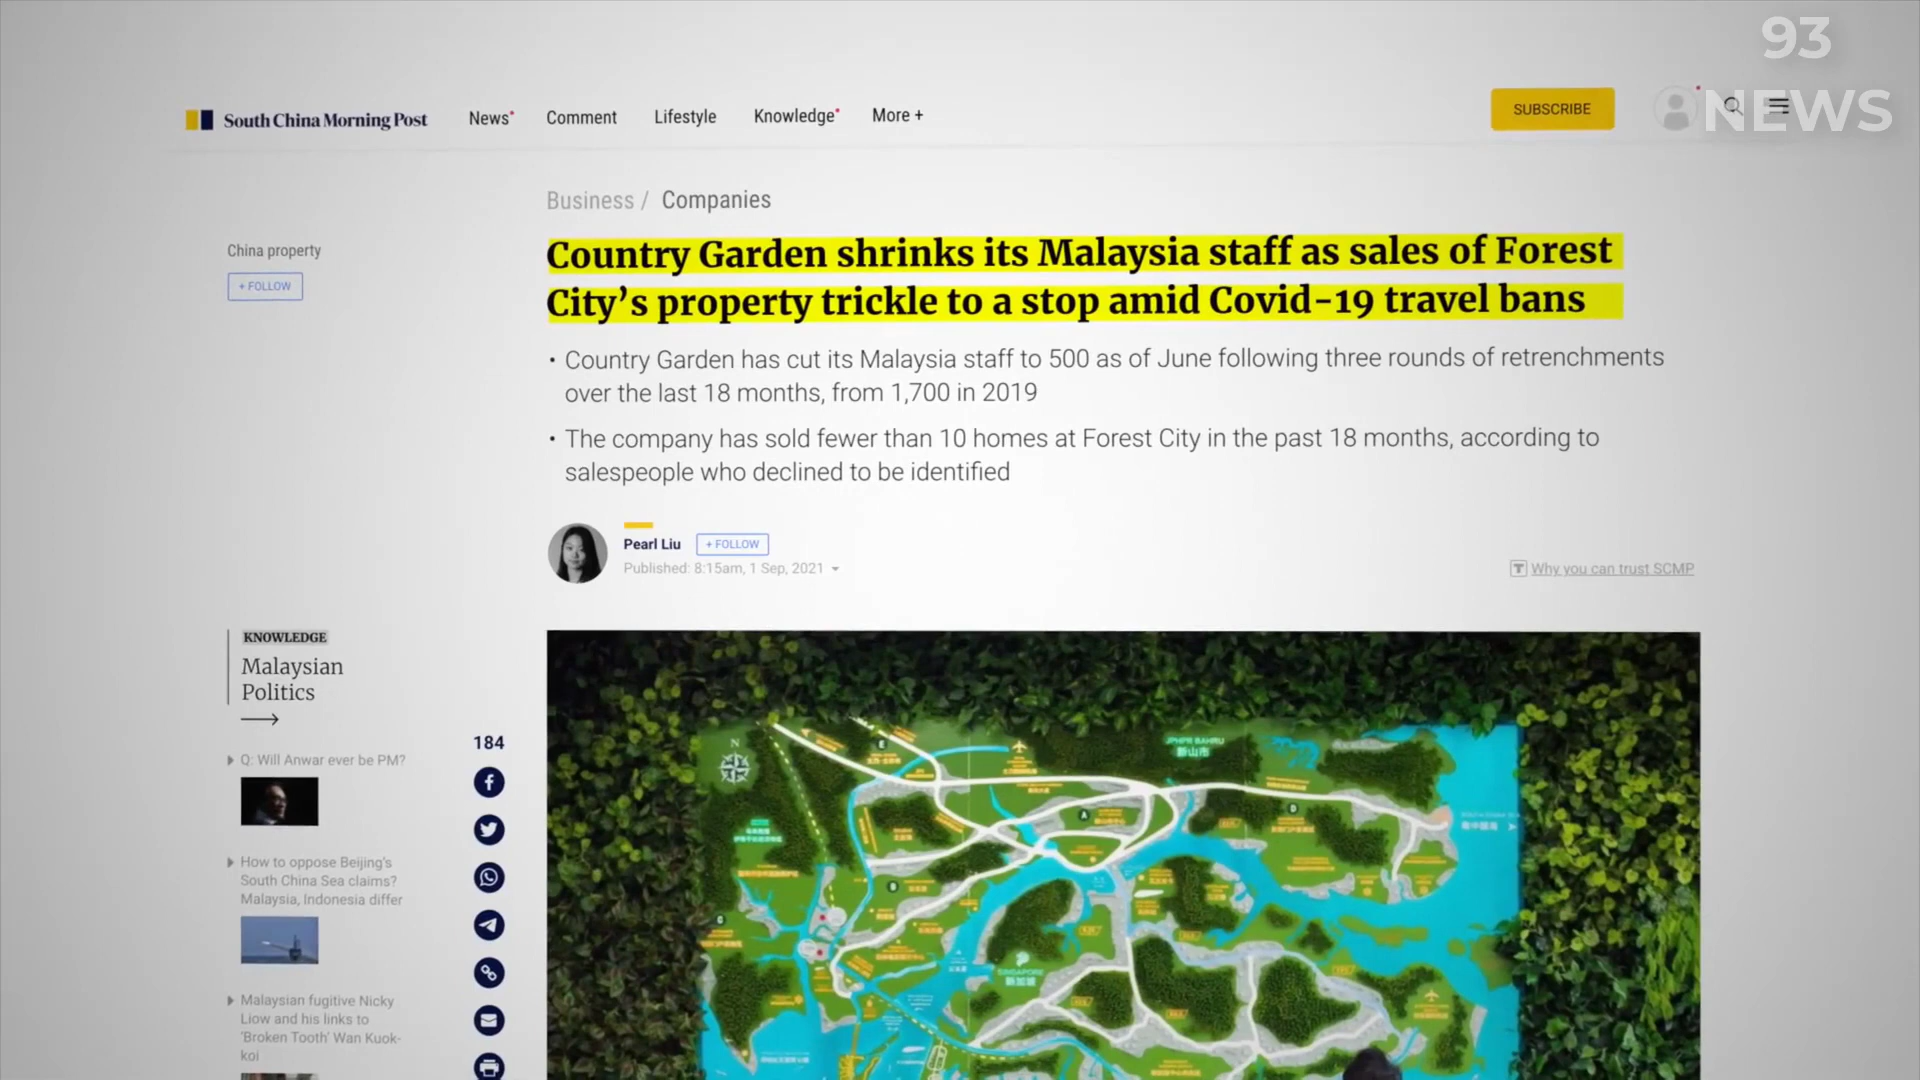 93
NEWS
South China Morning Post
News
Comment
Lifestyle
Knowledge
More +
SUBSCRIBE
Business / Companies
China property
+ FOLLOW
Country Garden shrinks its Malaysia staff as sales of Forest
City’s property trickle to a stop amid Covid-19 travel bans
• Country Garden has cut its Malaysia staff to 500 as of June following three rounds of retrenchments
over the last 18 months, from 1,700 in 2019
• The company has sold fewer than 10 homes at Forest City in the past 18 months, according to
salespeople who declined to be identified
Pearl Liu
+ FOLLOW
Published: 8:15am, 1 Sep, 2021
Why you can trust SCMP
KNOWLEDGE
Malaysian
Politics
184
Q: Will Anwar ever be PM?
How to oppose Beijing's
South China Sea claims?
Malaysia, Indonesia differ
Malaysian fugitive Nicky
Liow and his links to
'Broken Tooth' Wan Kuok-
koi
N
E
新山市
A
D
B
SINGAPORE
新加坡